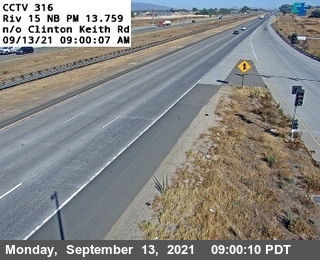 CCTV 316
Riv 15 NB PM 13.759
n/o Clinton Keith Rd
09/13/21 09:00:07 AM
Monday, September 13, 2021 09:00:10 PDT